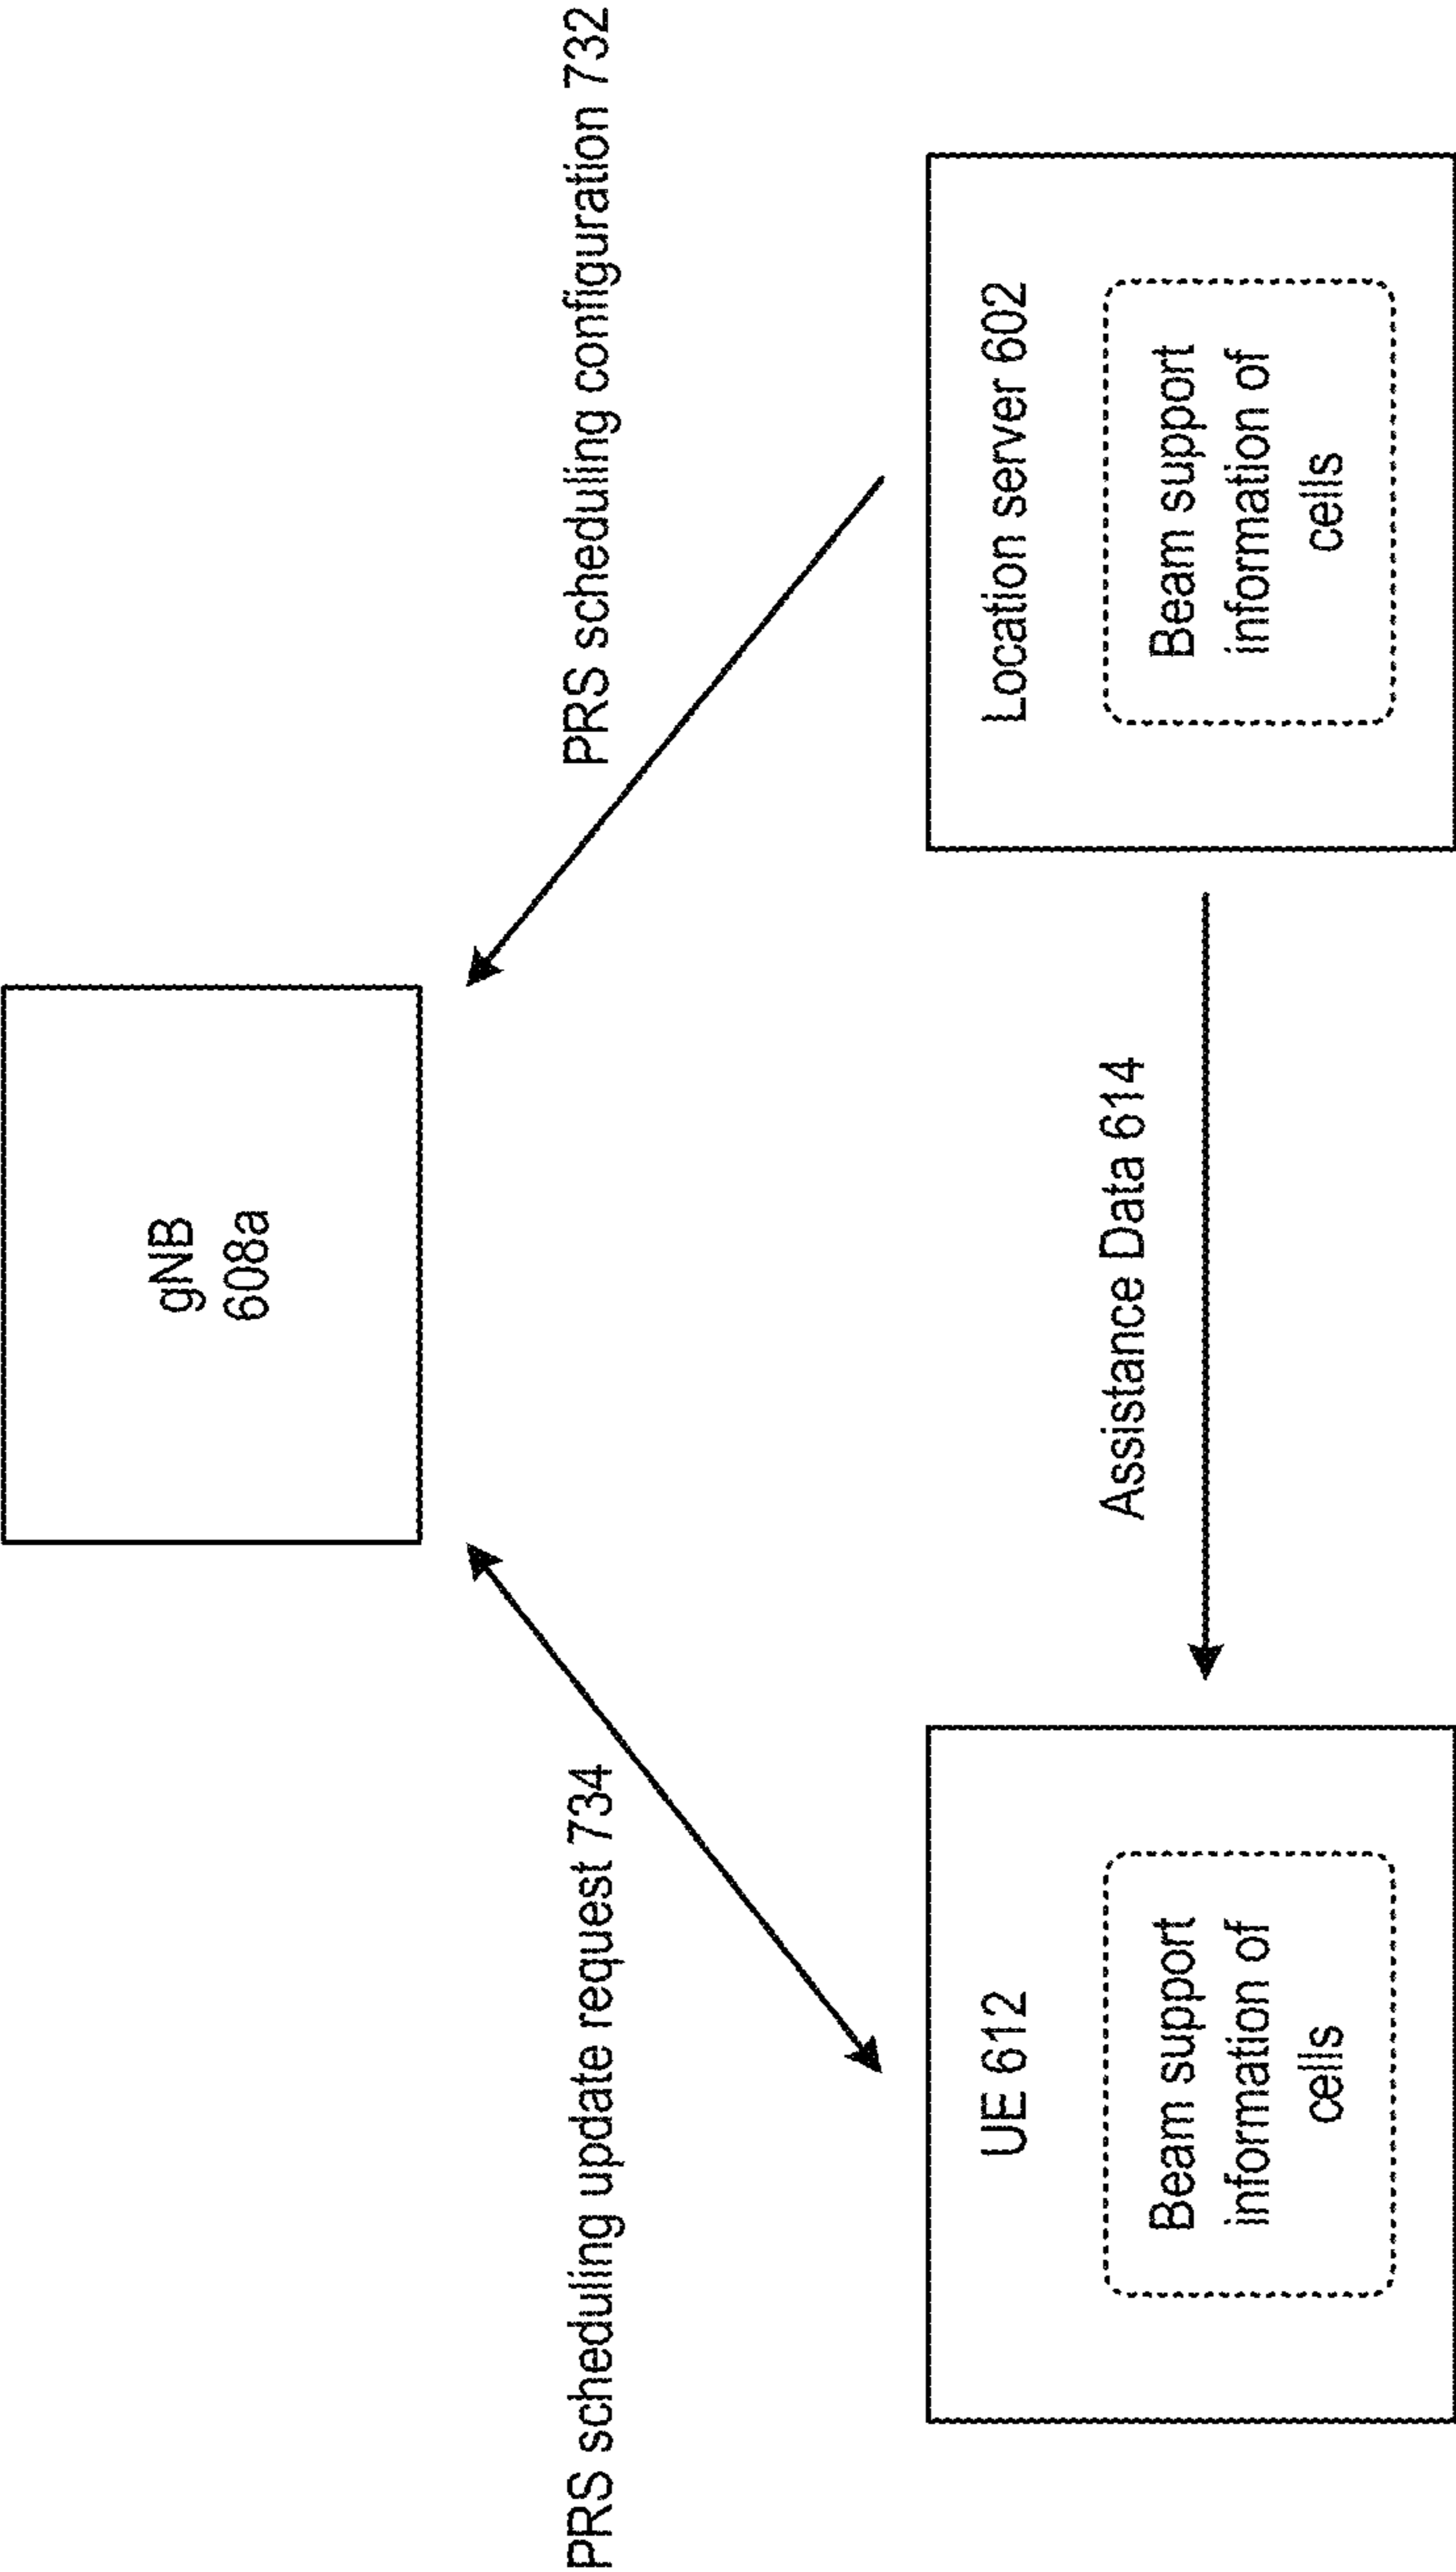 gNB
608a
PRS scheduling update request 734
PRS scheduling configuration 732
Assistance Data 614
UE 612
Beam support
information of
cells
Location server 602
Beam support
information of
cells